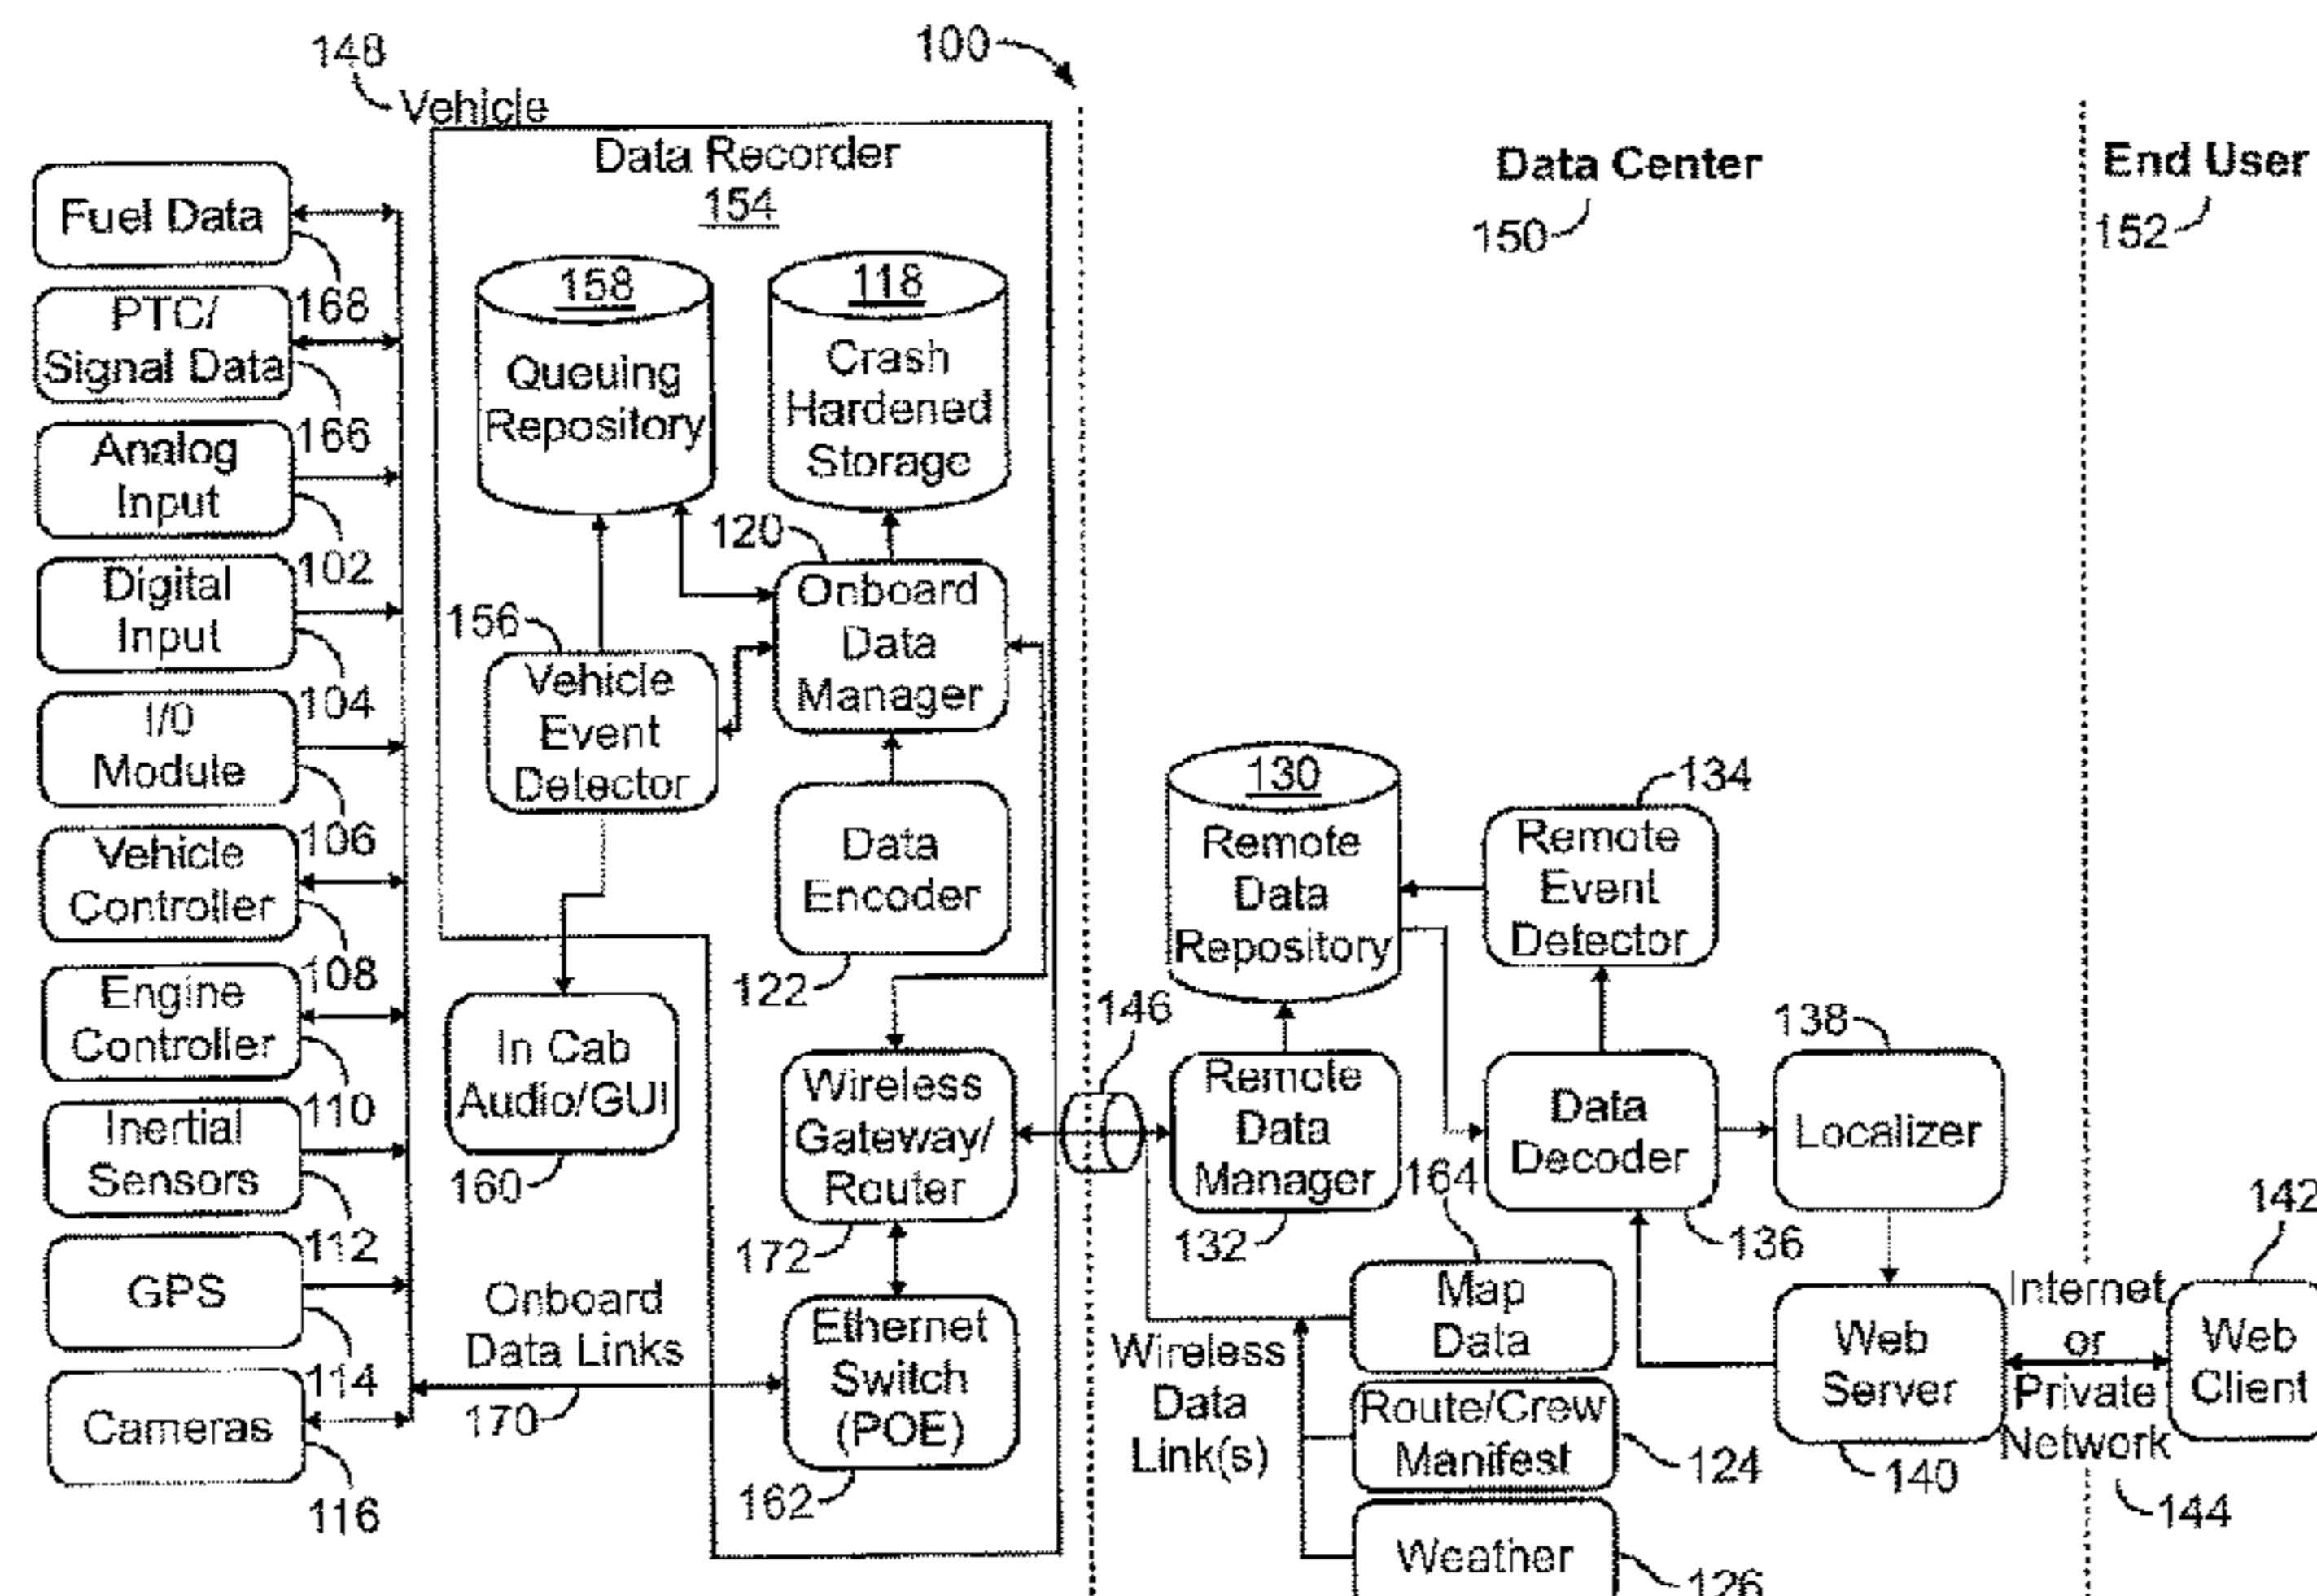 100
148
Vehicle
Data Recorder
154
Data Center
150
End User
152
Fuel Data
168
PTC/
Signal Data
166
Analog
Input
102
Digital
Input
104
I/0
Module
106
Vehicle
Controller
108
Engine
Controller
110
Inertial
Sensors
112
GPS
114
Cameras
116
158
Queuing
Repository
118
Crash
Hardened
Storage
120
Onboard
Data
Manager
156
Vehicle
Event
Detector
Data
Encoder
122
In Cab
Audio/GUI
160
Wireless
Gateway/
Router
172
Onboard
Data Links
170
Ethernet
Switch
(POE)
162
146
Wireless
Data
Link(s)
130
Remote
Data
Repository
134
Remote
Event
Detector
Remote
Data
Manager
132
164
Data
Decoder
136
138
Localizer
Map
Data
Route/Crew
Manifest
124
Weather
126
Web
Server
140
Internet
or
Private
Network
144
142
Web
Client